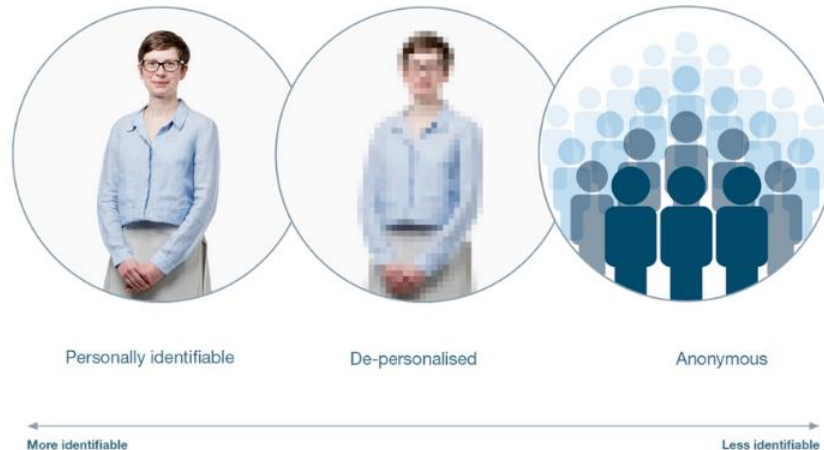 Personally identifiable
De-personalised
Anonymous
More identifiable
Less identifiable